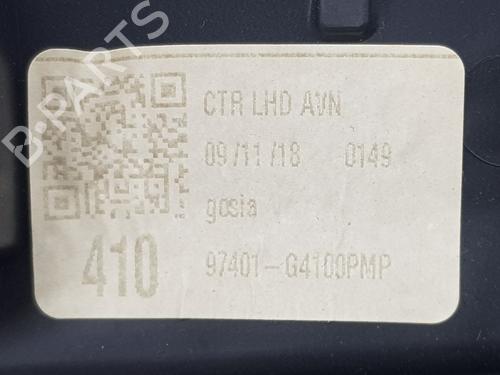 B-PARTS
CTR LHD AVN
09/11/18 0149
gosia
410
97401-G4100PMP